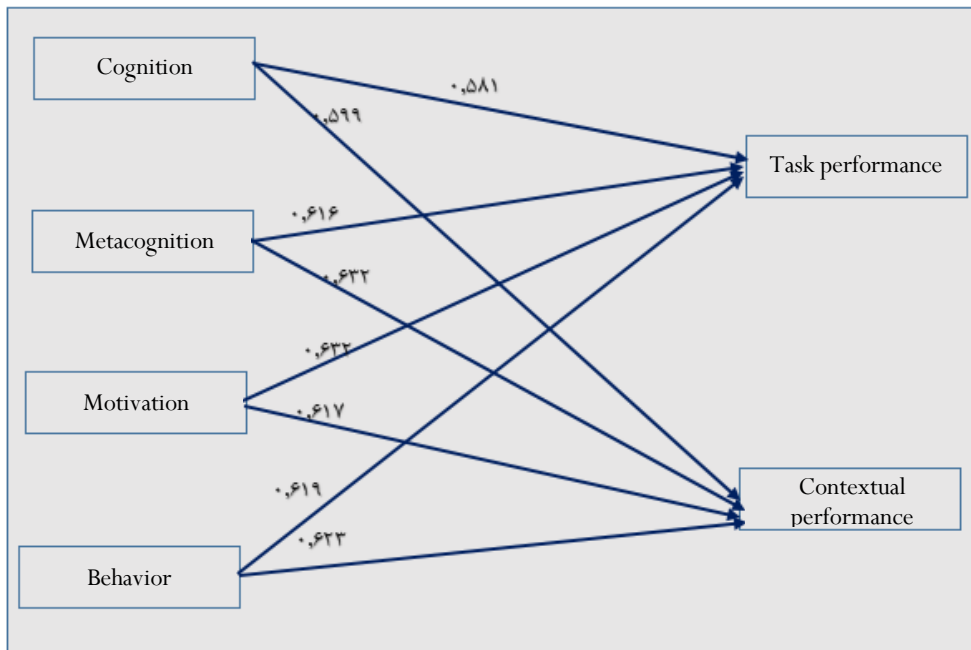 Cognition
۰,۵۸۱
۰,۵۹۹
Task performance
Metacognition
۰,۶۱۶
۰,۶۳۲
Motivation
۰,۶۳۲
۰,۶۱۷
Contextual
performance
۰,۶۱۹
۰,۶۲۳
Behavior